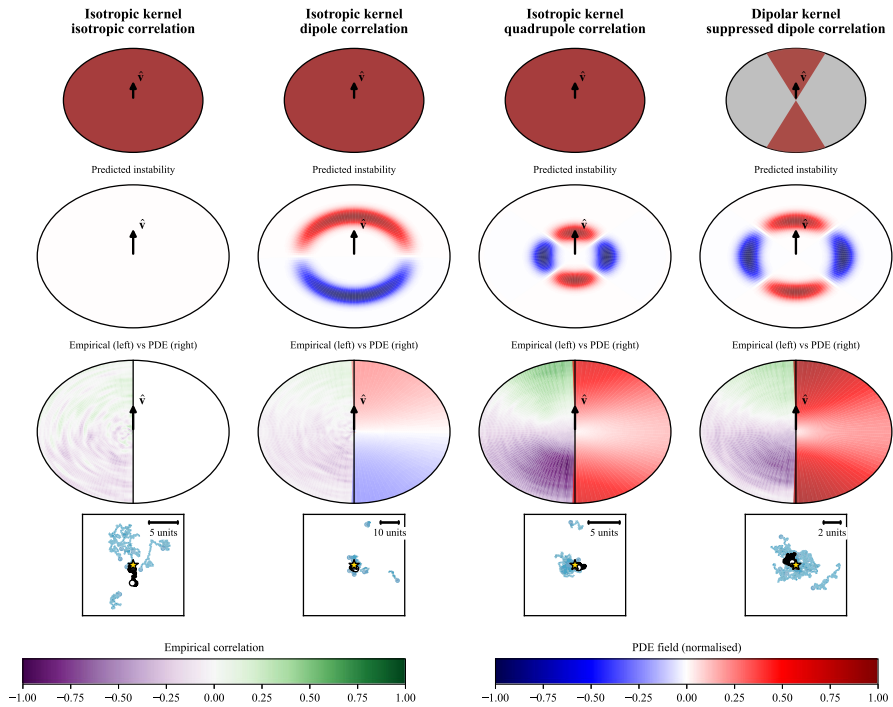 Isotropic kernel
isotropic correlation
Isotropic kernel
dipole correlation
Isotropic kernel
quadrupole correlation
Dipolar kernel
suppressed dipole correlation
v̂
v̂
v̂
v̂
Predicted instability
Predicted instability
Predicted instability
Predicted instability
v̂
v̂
v̂
v̂
Empirical (left) vs PDE (right)
Empirical (left) vs PDE (right)
Empirical (left) vs PDE (right)
Empirical (left) vs PDE (right)
v̂
v̂
v̂
v̂
5 units
10 units
5 units
2 units
Empirical correlation
−1.00 −0.75 −0.50 −0.25 0.00 0.25 0.50 0.75 1.00
PDE field (normalised)
−1.00 −0.75 −0.50 −0.25 0.00 0.25 0.50 0.75 1.00